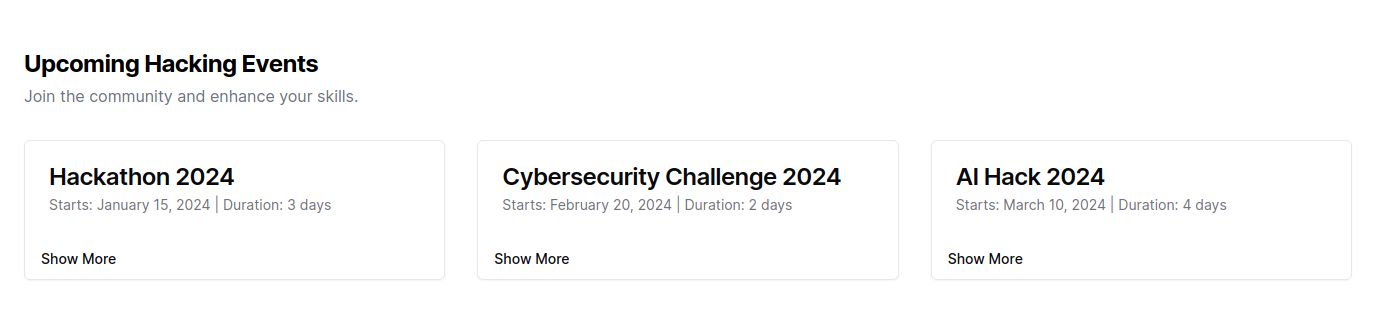 Upcoming Hacking Events
Join the community and enhance your skills.
Hackathon 2024
Starts: January 15, 2024 | Duration: 3 days
Show More
Cybersecurity Challenge 2024
Starts: February 20, 2024 | Duration: 2 days
Show More
AI Hack 2024
Starts: March 10, 2024 | Duration: 4 days
Show More